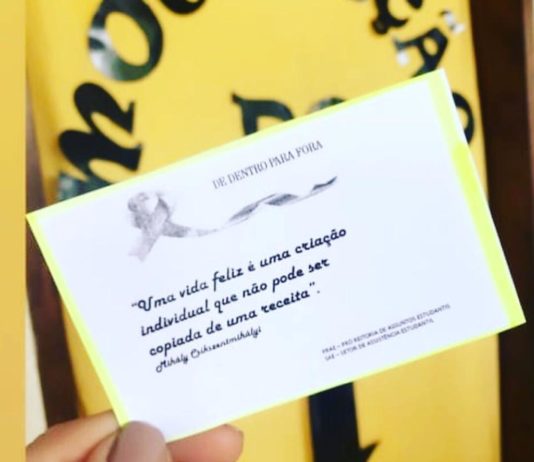 DE DENTRO PARA FORA
"Uma vida feliz é uma criação
individual que não pode ser
copiada de uma receita".
Mihály Csikszentmihályi
PRAE – PRÓ REITORIA DE ASSUNTOS ESTUDANTIS
SAE – SETOR DE ASSISTÊNCIA ESTUDANTIL